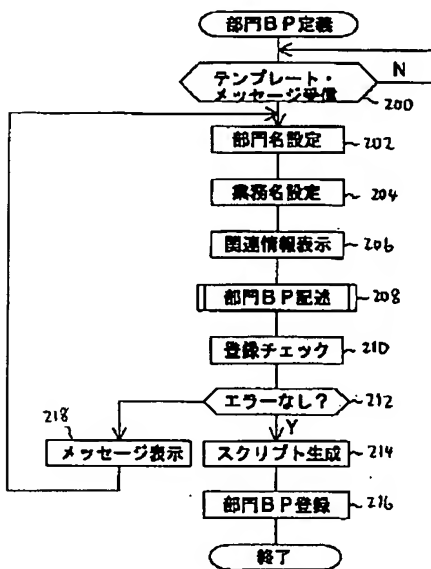 部門BP定義
テンプレート・
メッセージ受信
N
200
部門名設定
202
業務名設定
204
関連情報表示
206
部門BP記述
208
登録チェック
210
エラーなし?
212
Y
218
メッセージ表示
スクリプト生成
214
部門BP登録
216
終了